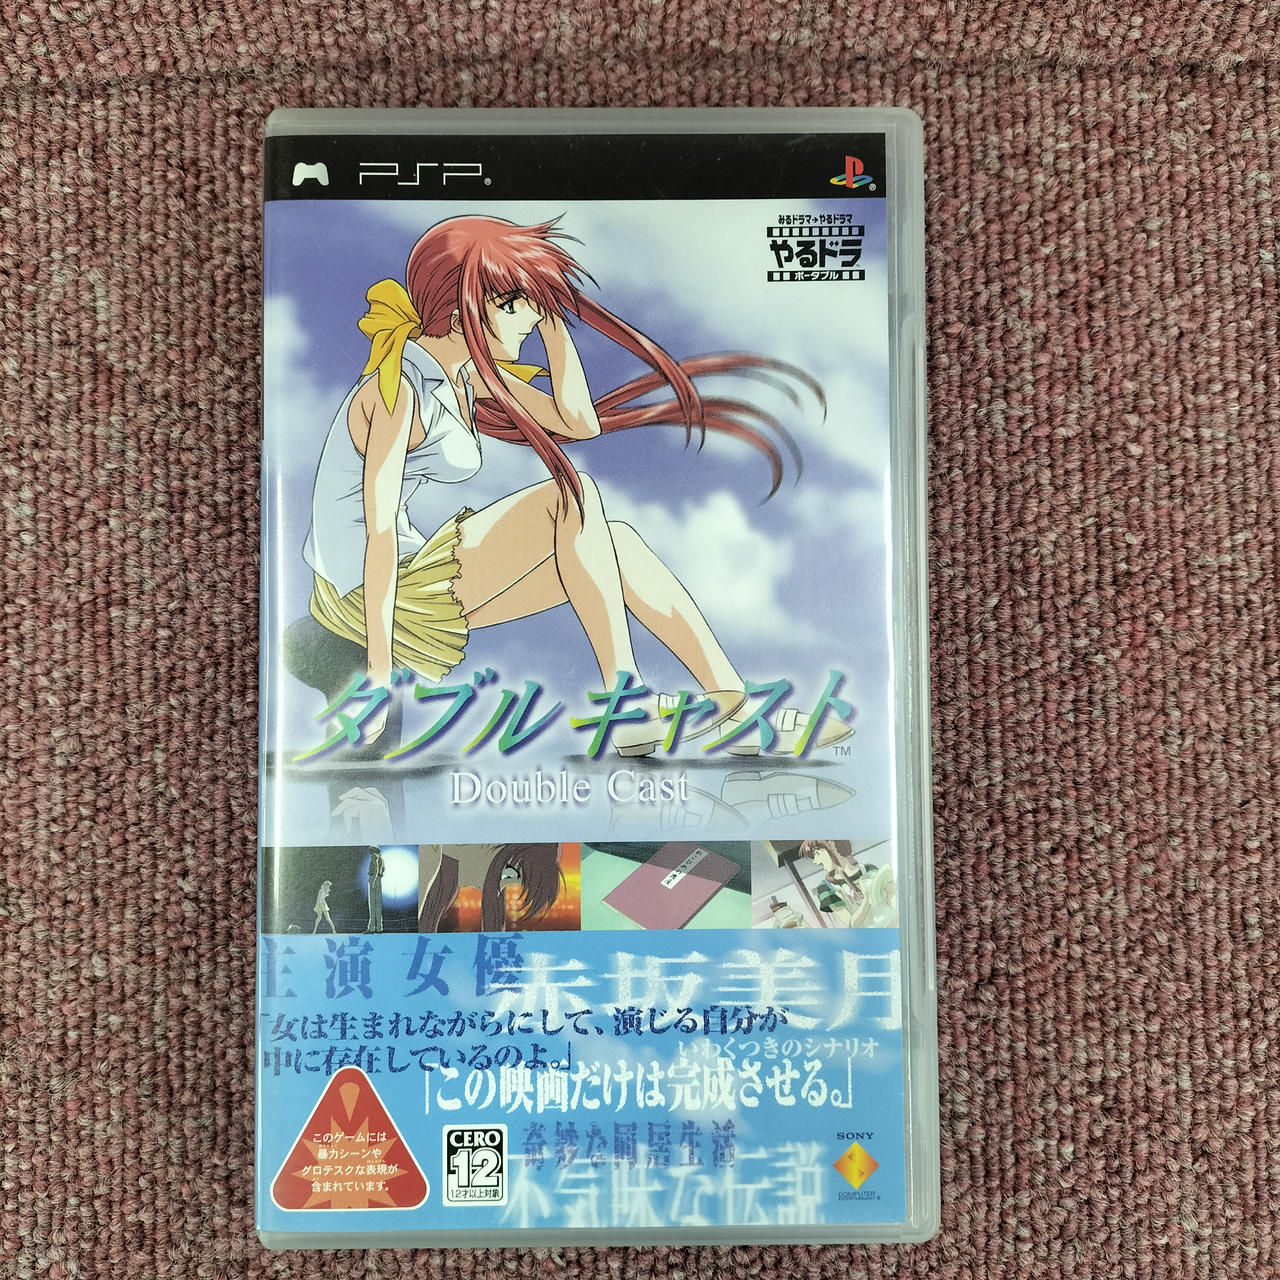 PSP®
みるドラマ→やるドラマ
やるドラ
ポータブル
ダブルキャスト™
Double Cast
主演女優
赤坂美月
「女は生まれながらにして、演じる自分が
中に存在しているのよ。」
いわくつきのシナリオ
「この映画だけは完成させる。」
奇妙な同居生活
不気味な伝説
このゲームには
暴力シーンや
グロテスクな表現が
含まれています。
CERO
12
12才以上対象
SONY
COMPUTER
ENTERTAINMENT®